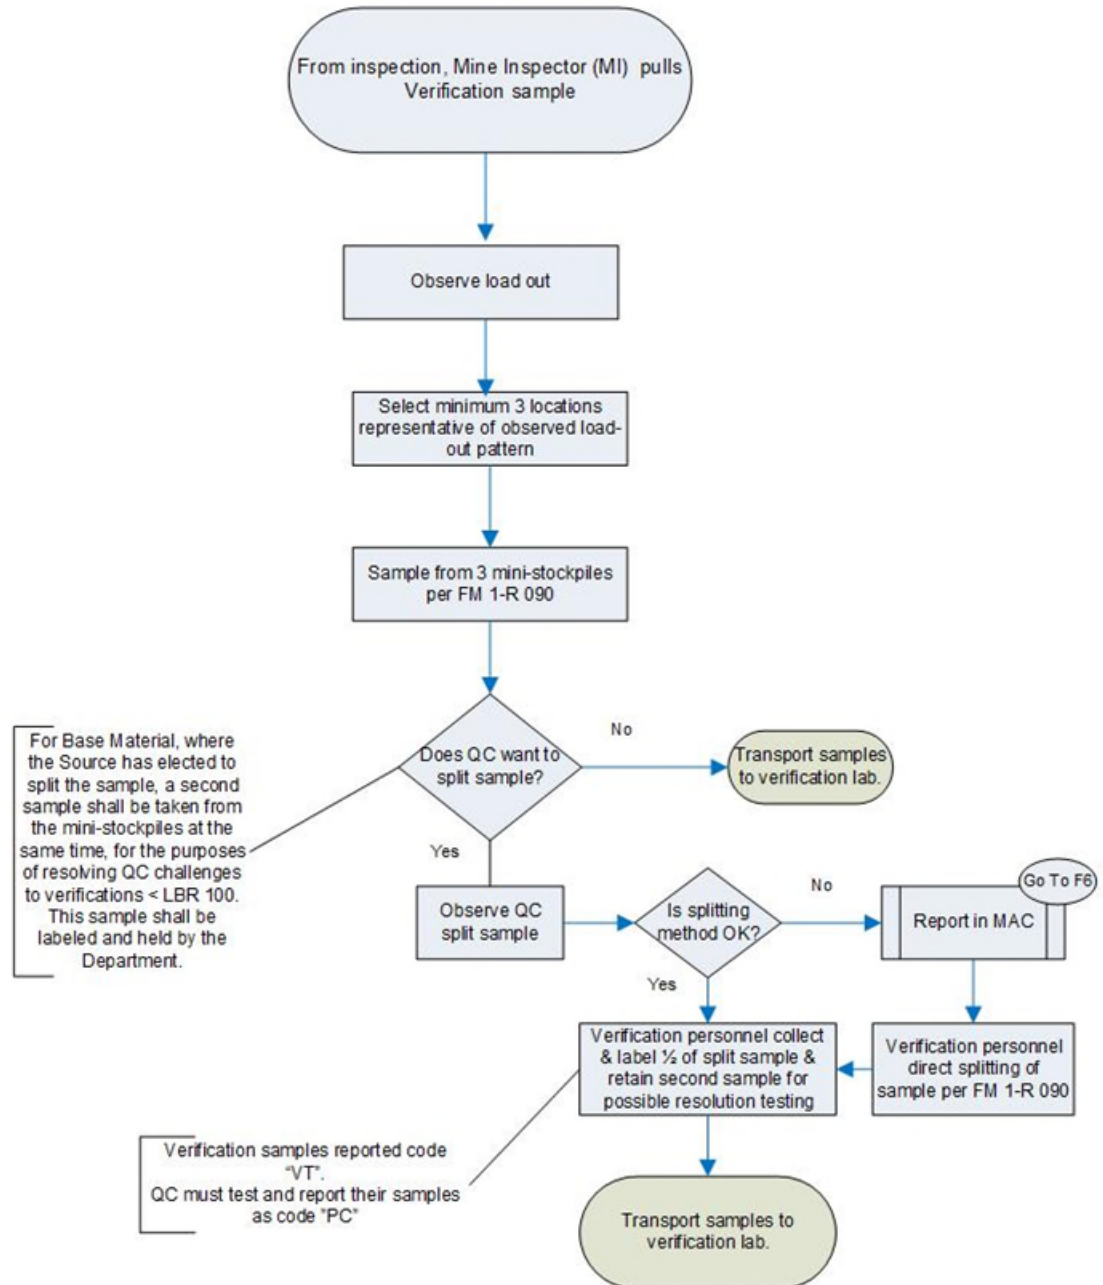 From inspection, Mine Inspector (MI) pulls
Verification sample
Observe load out
Select minimum 3 locations
representative of observed load-
out pattern
Sample from 3 mini-stockpiles
per FM 1-R 090
For Base Material, where
the Source has elected to
split the sample, a second
sample shall be taken from
the mini-stockpiles at the
same time, for the purposes
of resolving QC challenges
to verifications < LBR 100.
This sample shall be
labeled and held by the
Department.
Does QC want to
split sample?
No
Transport samples
to verification lab.
Yes
Observe QC
split sample
Is splitting
method OK?
No
Go To F6
Report in MAC
Yes
Verification personnel collect
& label ½ of split sample &
retain second sample for
possible resolution testing
Verification personnel
direct splitting of
sample per FM 1-R 090
Verification samples reported code
"VT".
QC must test and report their samples
as code "PC"
Transport samples to
verification lab.